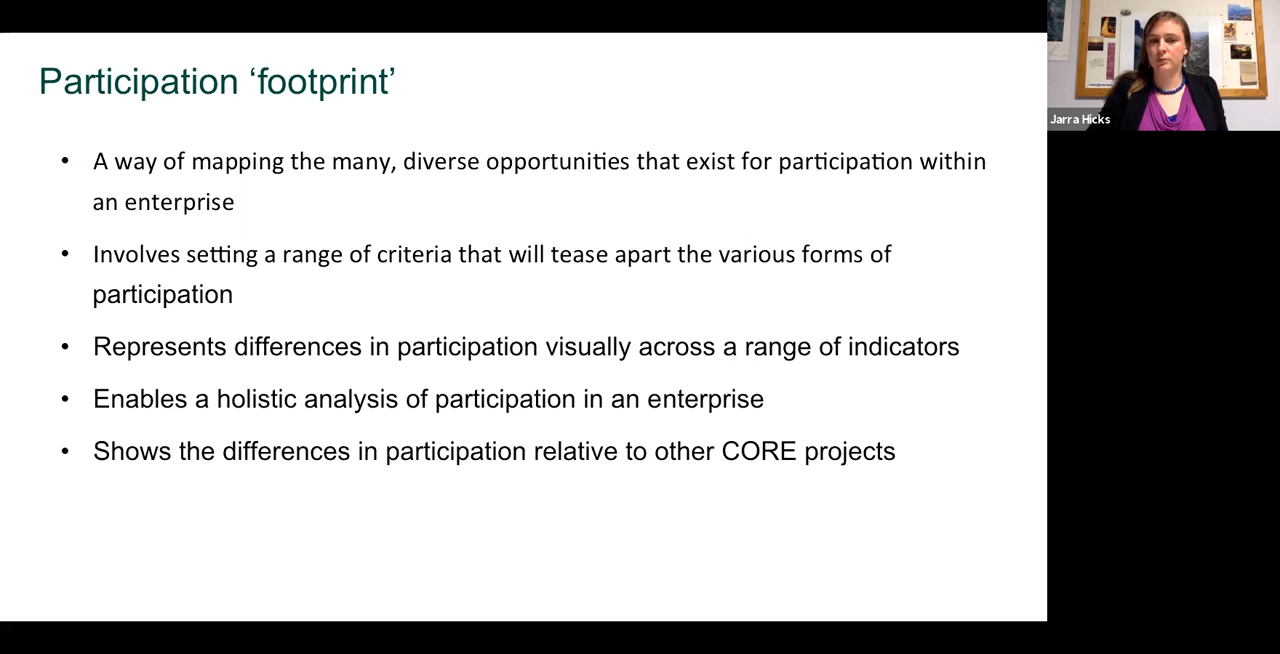 Participation ‘footprint’
• A way of mapping the many, diverse opportunities that exist for participation within
an enterprise
• Involves setting a range of criteria that will tease apart the various forms of
participation
• Represents differences in participation visually across a range of indicators
• Enables a holistic analysis of participation in an enterprise
• Shows the differences in participation relative to other CORE projects
Jarra Hicks